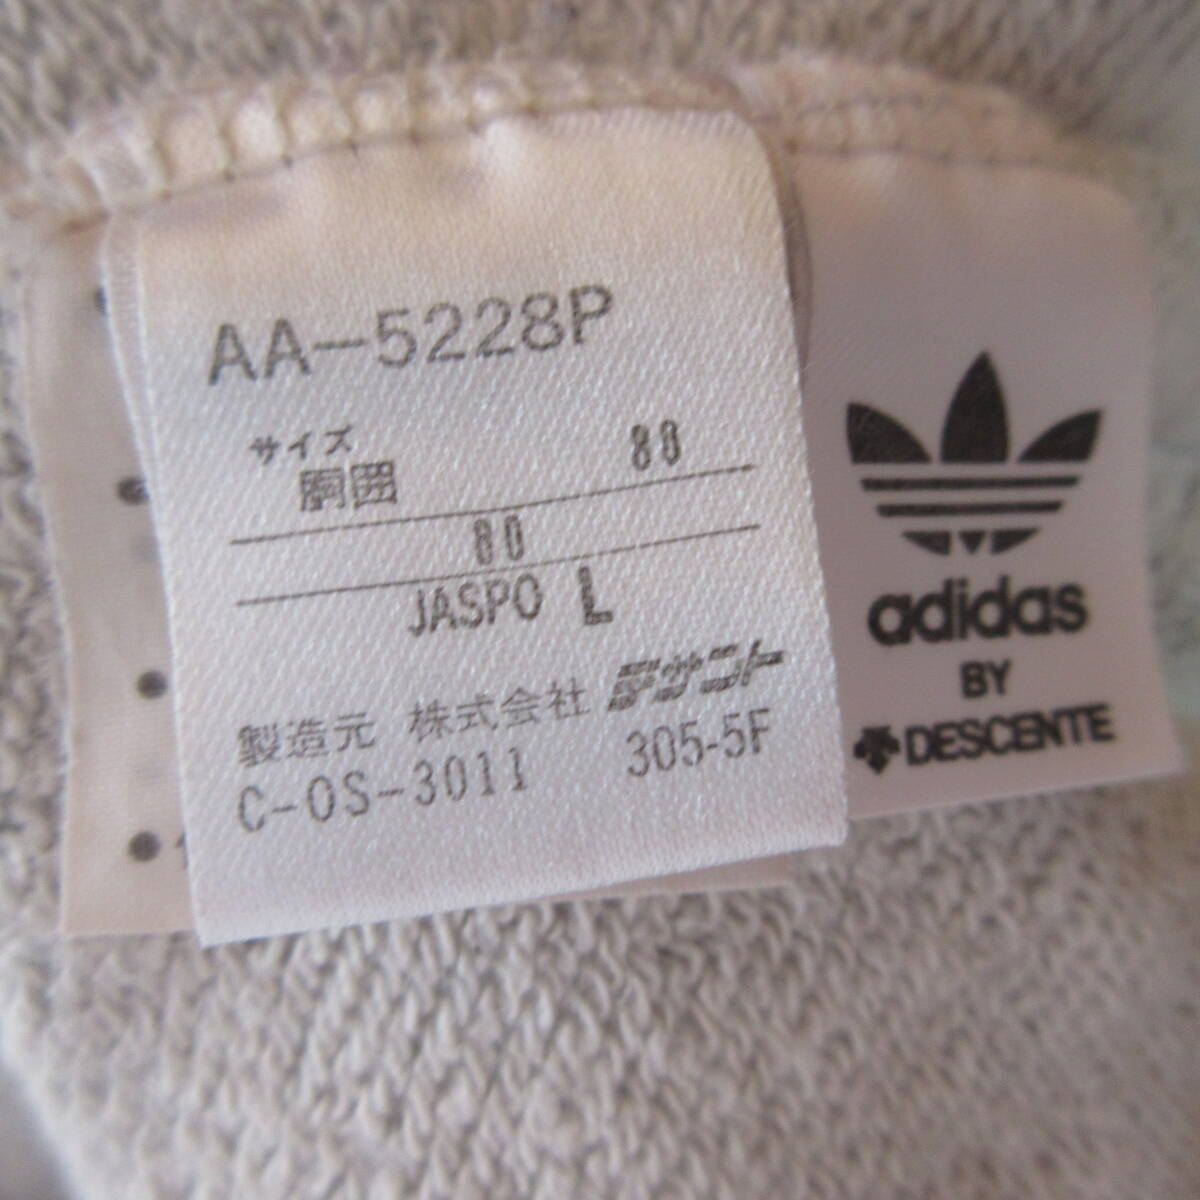 AA-5228P
サイズ
胴囲 80
80
JASPO L
製造元 株式会社 デサント
C-OS-3011 305-5F
adidas
BY
DESCENTE